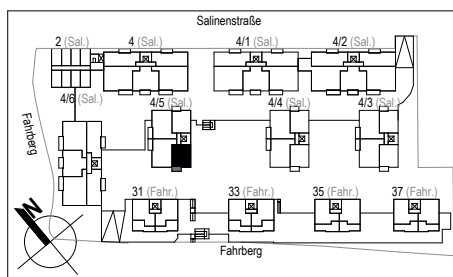 Salinenstraße
2 (Sal.) 4 (Sal.) 4/1 (Sal.) 4/2 (Sal.)
4/6 (Sal.) 4/5 (Sal.) 4/4 (Sal.) 4/3 (Sal.)
Fahrberg
31 (Fahr.) 33 (Fahr.) 35 (Fahr.) 37 (Fahr.)
N
Fahrberg